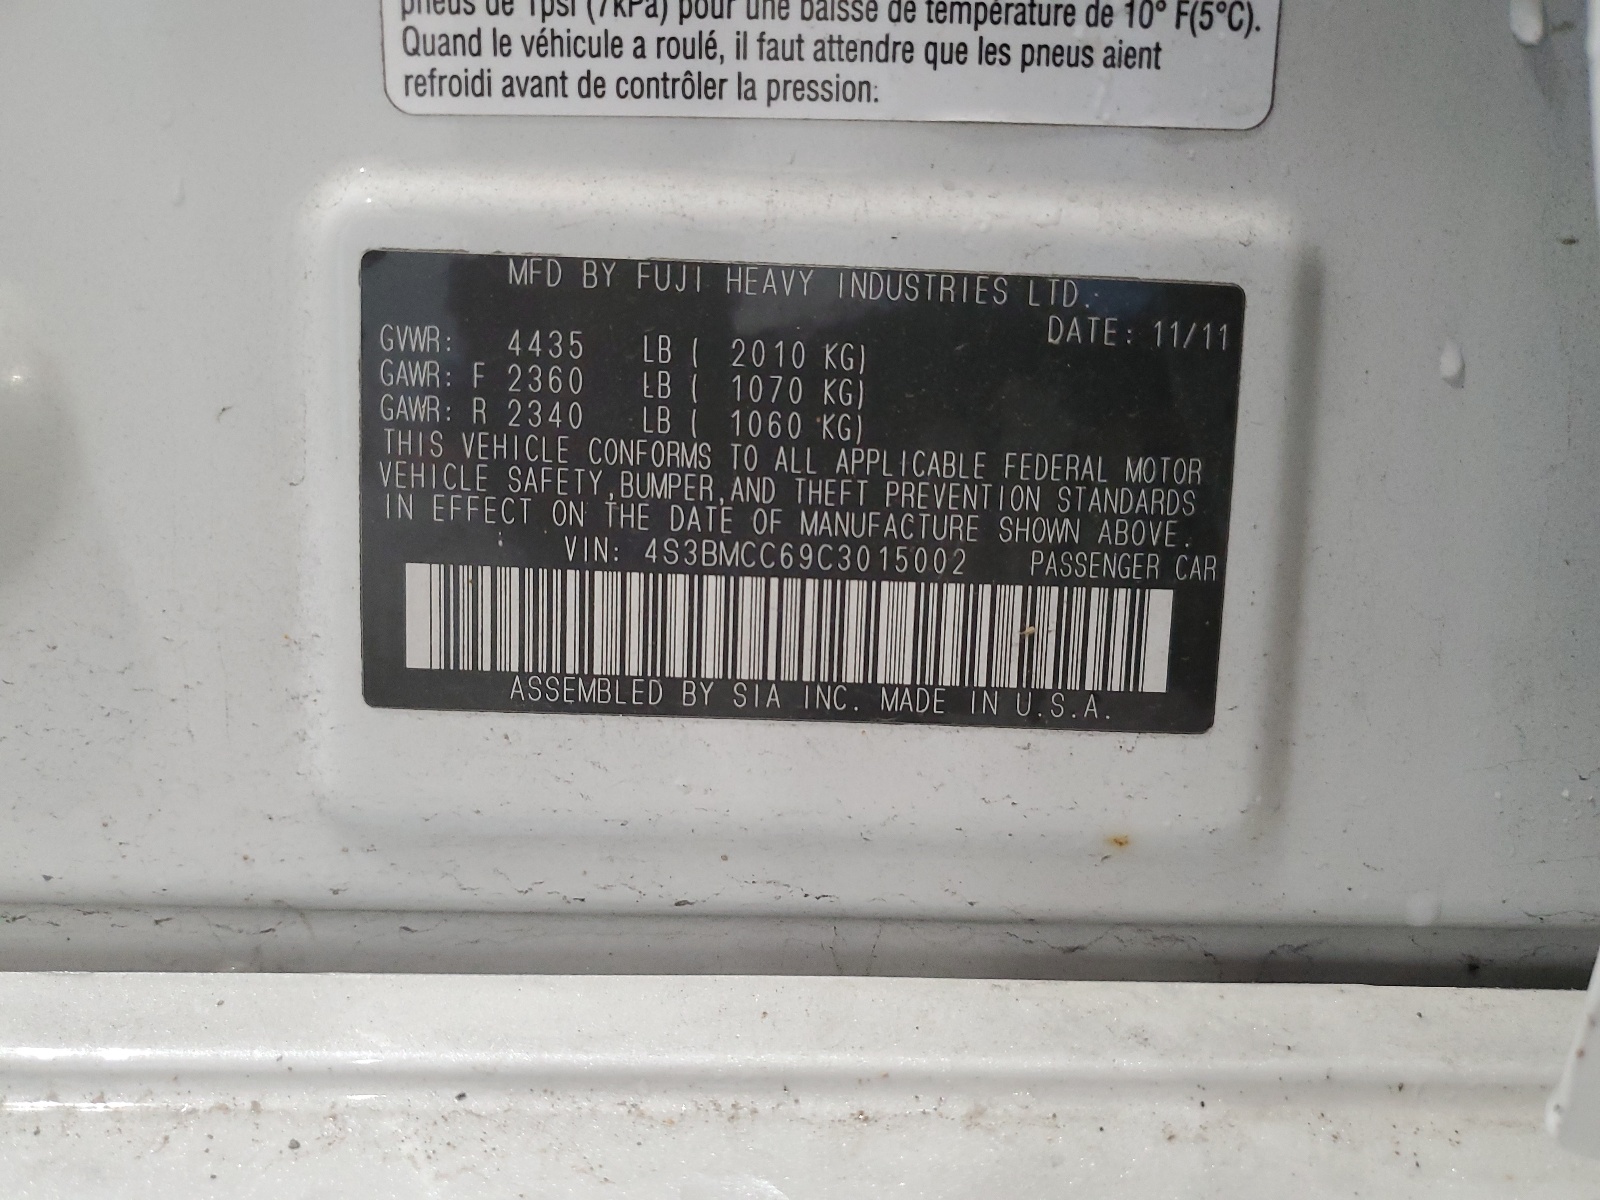 pneus de 1psi (7kPa) pour une baisse de température de 10° F(5°C).
Quand le véhicule a roulé, il faut attendre que les pneus aient
refroidi avant de contrôler la pression.
MFD BY FUJI HEAVY INDUSTRIES LTD.
DATE: 11/11
GVWR: 4435 LB ( 2010 KG)
GAWR: F 2360 LB ( 1070 KG)
GAWR: R 2340 LB ( 1060 KG)
THIS VEHICLE CONFORMS TO ALL APPLICABLE FEDERAL MOTOR
VEHICLE SAFETY,BUMPER,AND THEFT PREVENTION STANDARDS
IN EFFECT ON THE DATE OF MANUFACTURE SHOWN ABOVE.
VIN: 4S3BMCC69C3015002 PASSENGER CAR
ASSEMBLED BY SIA INC. MADE IN U.S.A.